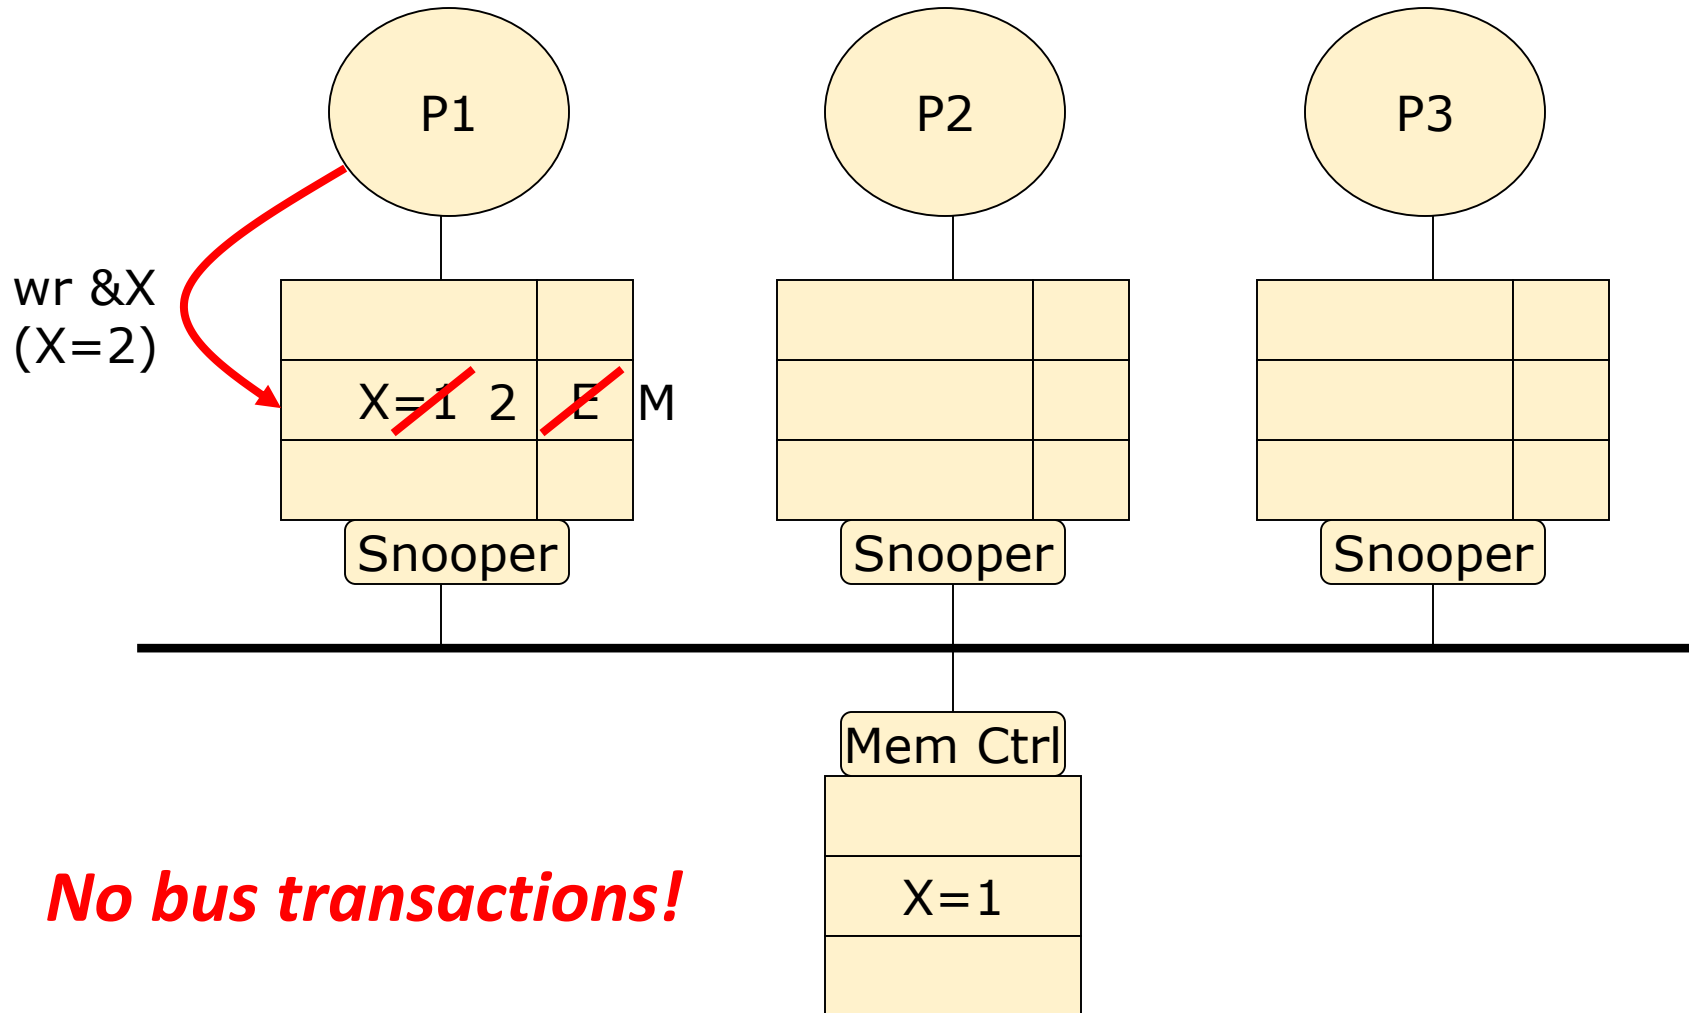 P1
P2
P3
wr &X
(X=2)
X=1 2 E M
Snooper
Snooper
Snooper
Mem Ctrl
X=1
No bus transactions!